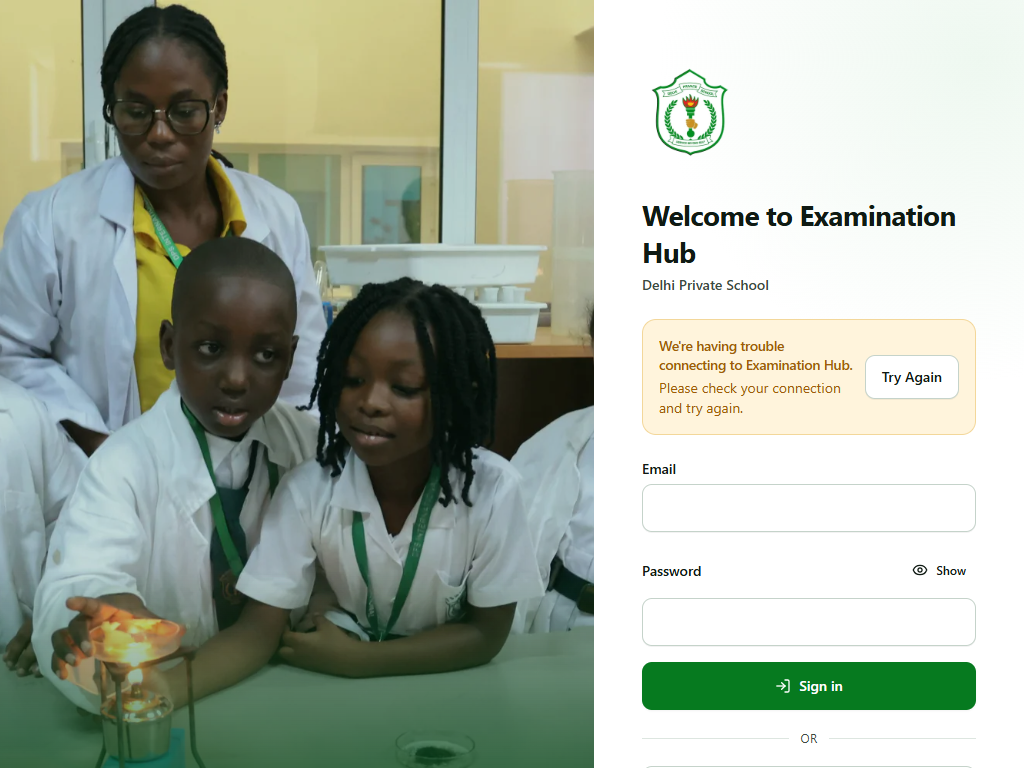 Welcome to Examination
Hub
Delhi Private School
We're having trouble
connecting to Examination Hub.
Please check your connection
and try again.
Try Again
Email
Password
Show
Sign in
OR